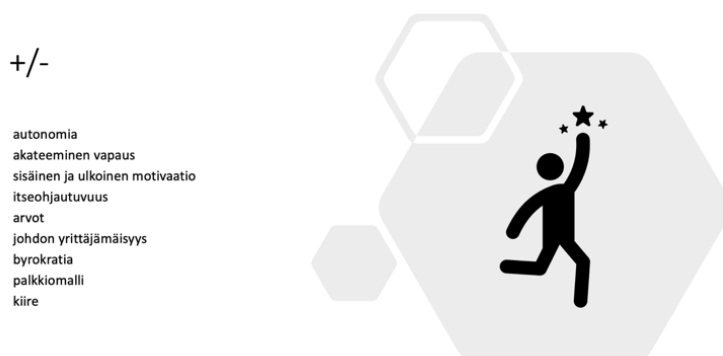 +/-
autonomia
akateeminen vapaus
sisäinen ja ulkoinen motivaatio
itseohjautuvuus
arvot
johdon yrittäjämäisyys
byrokratia
palkkiomalli
kiire